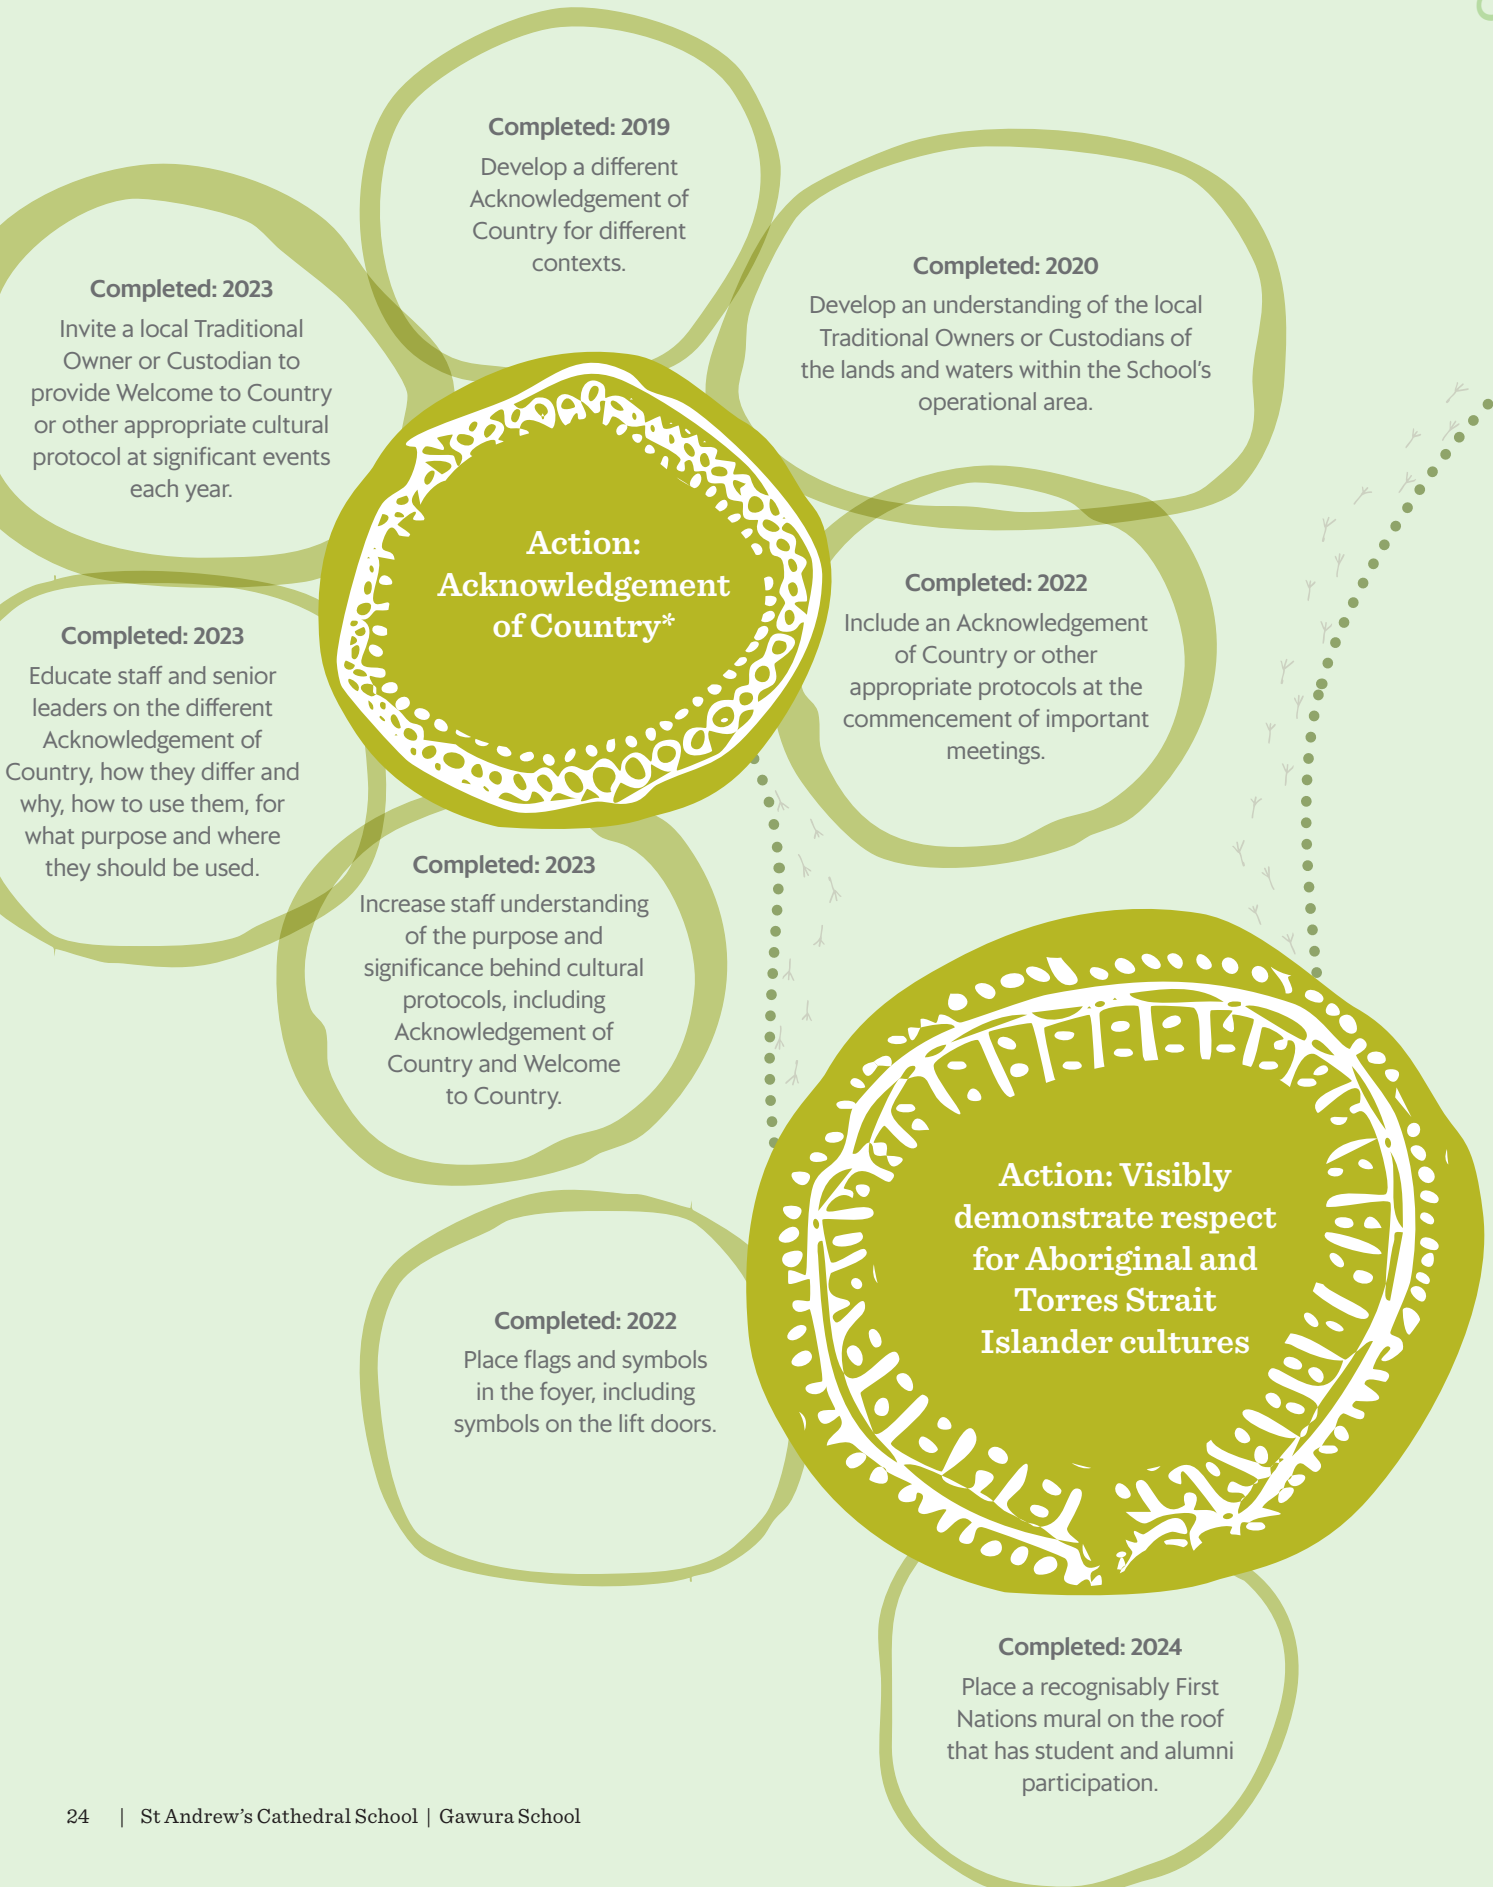 Completed: 2019
Develop a different
Acknowledgement of
Country for different
contexts.
Completed: 2020
Develop an understanding of the local
Traditional Owners or Custodians of
the lands and waters within the School’s
operational area.
Completed: 2023
Invite a local Traditional
Owner or Custodian to
provide Welcome to Country
or other appropriate cultural
protocol at significant events
each year.
Action:
Acknowledgement
of Country*
Completed: 2022
Include an Acknowledgement
of Country or other
appropriate protocols at the
commencement of important
meetings.
Completed: 2023
Educate staff and senior
leaders on the different
Acknowledgement of
Country, how they differ and
why, how to use them, for
what purpose and where
they should be used.
Completed: 2023
Increase staff understanding
of the purpose and
significance behind cultural
protocols, including
Acknowledgement of
Country and Welcome
to Country.
Action: Visibly
demonstrate respect
for Aboriginal and
Torres Strait
Islander cultures
Completed: 2022
Place flags and symbols
in the foyer, including
symbols on the lift doors.
Completed: 2024
Place a recognisably First
Nations mural on the roof
that has student and alumni
participation.
24 | St Andrew’s Cathedral School | Gawura School